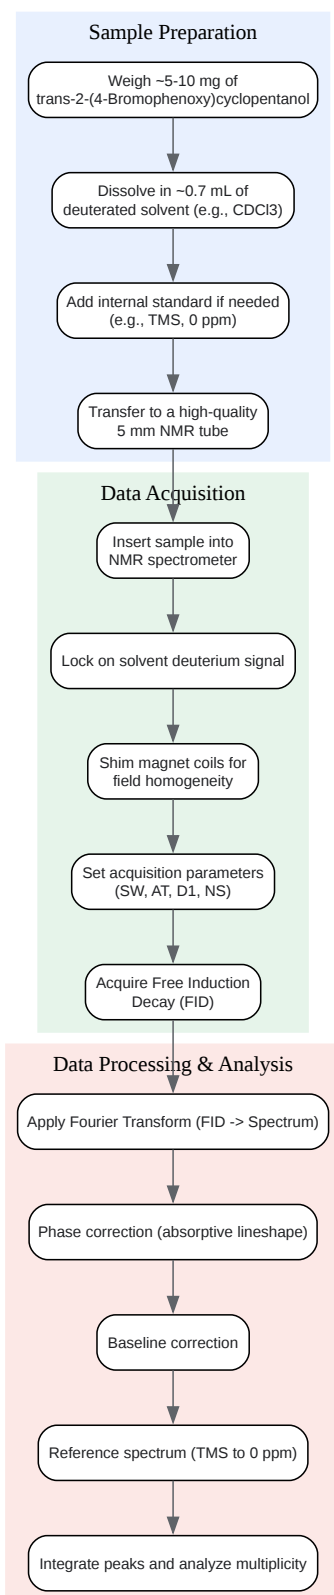 Sample Preparation
Weigh ~5-10 mg of
trans-2-(4-Bromophenoxy)cyclopentanol
Dissolve in ~0.7 mL of
deuterated solvent (e.g., CDCl3)
Add internal standard if needed
(e.g., TMS, 0 ppm)
Transfer to a high-quality
5 mm NMR tube
Data Acquisition
Insert sample into
NMR spectrometer
Lock on solvent deuterium signal
Shim magnet coils for
field homogeneity
Set acquisition parameters
(SW, AT, D1, NS)
Acquire Free Induction
Decay (FID)
Data Processing & Analysis
Apply Fourier Transform (FID -> Spectrum)
Phase correction (absorptive lineshape)
Baseline correction
Reference spectrum (TMS to 0 ppm)
Integrate peaks and analyze multiplicity